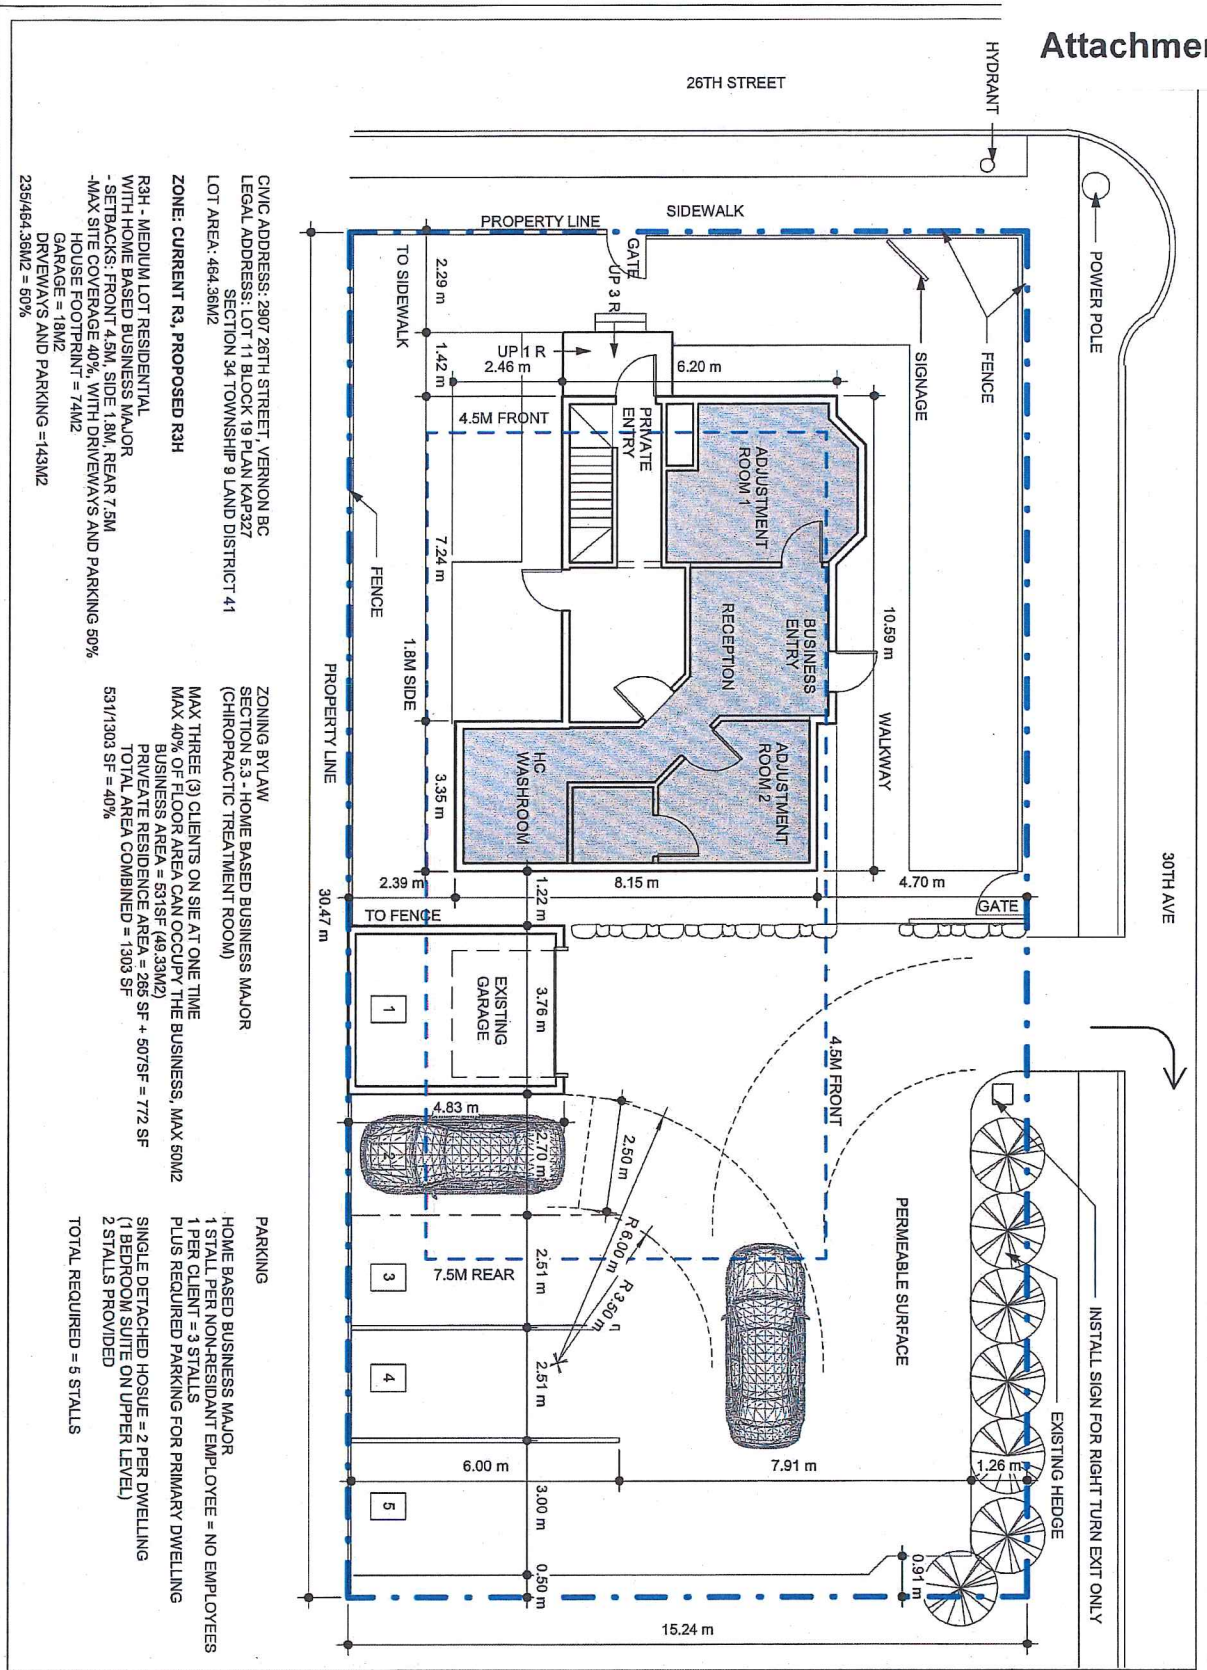 Attachmer
26TH STREET
HYDRANT
POWER POLE
SIDEWALK
PROPERTY LINE
GATE
FENCE
SIGNAGE
30TH AVE
TO SIDEWALK
2.29 m
1.42 m
7.24 m
3.35 m
UP 3 R
UP 1 R
2.46 m
6.20 m
4.5M FRONT
PRIVATE
ENTRY
ADJUSTMENT
ROOM 1
10.59 m
BUSINESS
ENTRY
RECEPTION
WALKWAY
ADJUSTMENT
ROOM 2
HC
WASHROOM
1.8M SIDE
FENCE
PROPERTY LINE
30.47 m
2.39 m
8.15 m
4.70 m
1.22 m
TO FENCE
GATE
EXISTING
GARAGE
3.76 m
1
4.83 m
2.70 m
2
2.50 m
R 6.00 m
R 3.50 m
4.5M FRONT
7.5M REAR
2.51 m
3
2.51 m
4
3.00 m
5
0.50 m
6.00 m
7.91 m
1.26 m
0.91 m
15.24 m
PERMEABLE SURFACE
INSTALL SIGN FOR RIGHT TURN EXIT ONLY
EXISTING HEDGE
CIVIC ADDRESS: 2907 26TH STREET, VERNON BC
LEGAL ADDRESS: LOT 11 BLOCK 19 PLAN KAP327
SECTION 34 TOWNSHIP 9 LAND DISTRICT 41
LOT AREA: 464.36M2
ZONE: CURRENT R3, PROPOSED R3H
R3H - MEDIUM LOT RESIDENTIAL
WITH HOME BASED BUSINESS MAJOR
- SETBACKS: FRONT 4.5M, SIDE 1.8M, REAR 7.5M
-MAX SITE COVERAGE 40%, WITH DRIVEWAYS AND PARKING 50%
HOUSE FOOTPRINT = 74M2
GARAGE = 18M2
DRIVEWAYS AND PARKING =143M2
235/464.36M2 = 50%
ZONING BYLAW
SECTION 5.3 - HOME BASED BUSINESS MAJOR
(CHIROPRACTIC TREATMENT ROOM)
MAX THREE (3) CLIENTS ON SIE AT ONE TIME
MAX 40% OF FLOOR AREA CAN OCCUPY THE BUSINESS, MAX 50M2
BUSINESS AREA = 531SF (49.33M2)
PRIVEATE RESIDENCE AREA = 265 SF + 507SF = 772 SF
TOTAL AREA COMBINED = 1303 SF
531/1303 SF = 40%
PARKING
HOME BASED BUSINESS MAJOR
1 STALL PER NON-RESIDANT EMPLOYEE = NO EMPLOYEES
1 PER CLIENT = 3 STALLS
PLUS REQUIRED PARKING FOR PRIMARY DWELLING
SINGLE DETACHED HOSUE = 2 PER DWELLING
(1 BEDROOM SUITE ON UPPER LEVEL)
2 STALLS PROVIDED
TOTAL REQUIRED = 5 STALLS